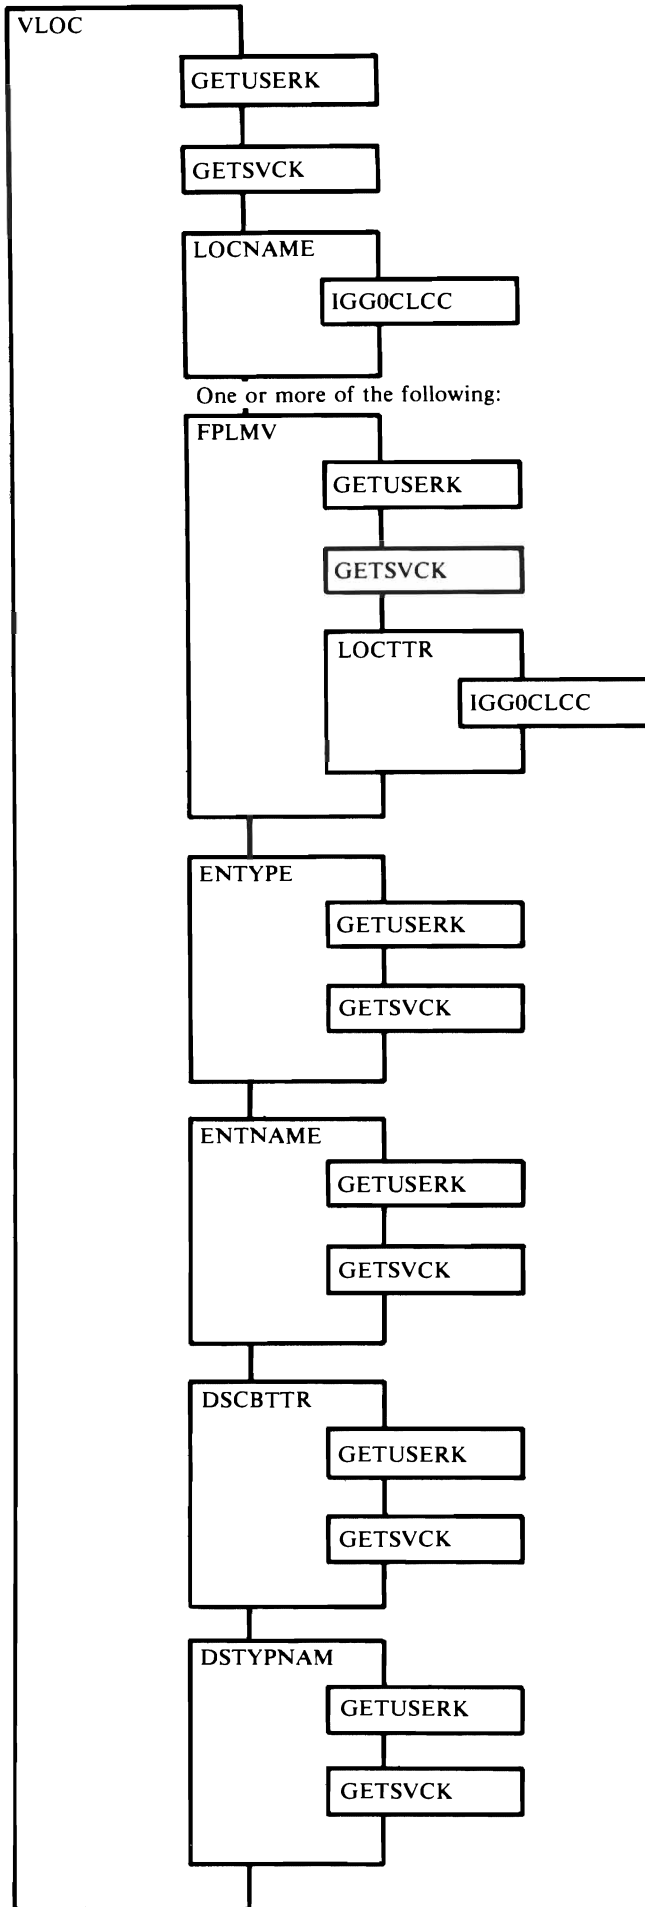 VLOC
GETUSERK
GETSVCK
LOCNAME
IGG0CLCC
One or more of the following:
FPLMV
GETUSERK
GETSVCK
LOCTTR
IGG0CLCC
ENTYPE
GETUSERK
GETSVCK
ENTNAME
GETUSERK
GETSVCK
DSCBTTR
GETUSERK
GETSVCK
DSTYPNAM
GETUSERK
GETSVCK